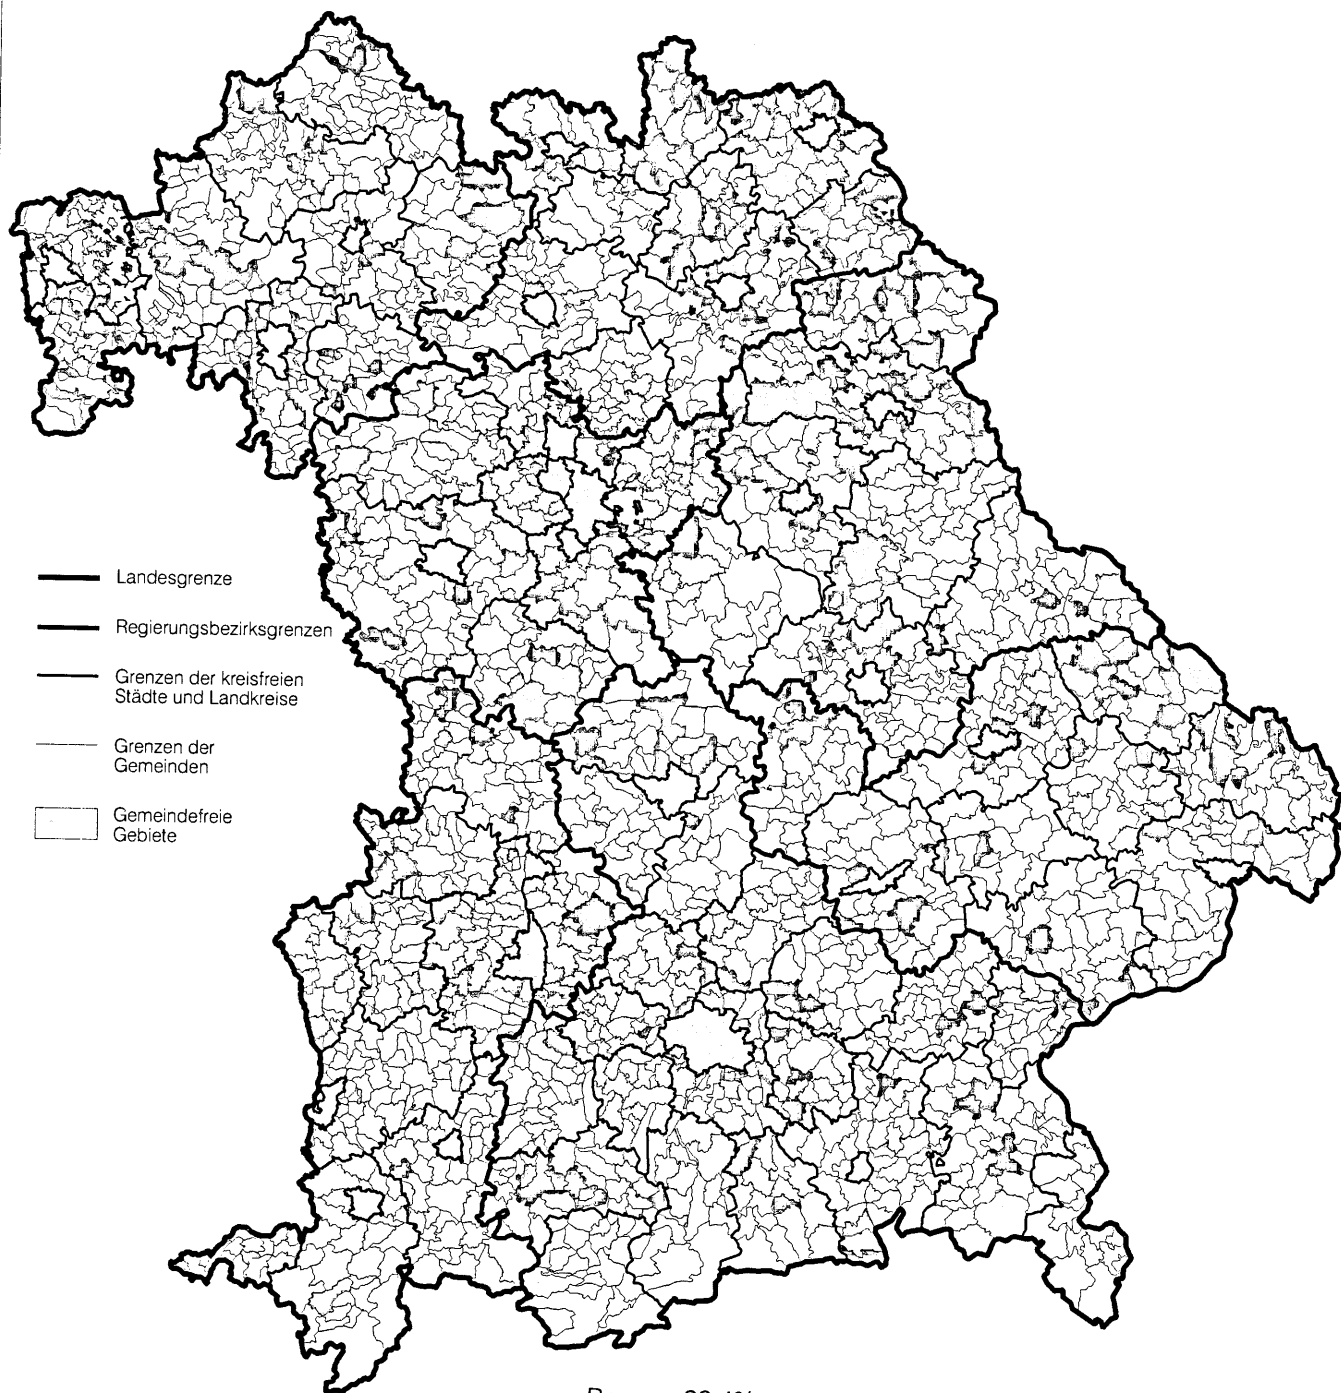 Landesgrenze
Regierungsbezirksgrenzen
Grenzen der kreisfreien
Städte und Landkreise
Grenzen der
Gemeinden
Gemeindefreie
Gebiete